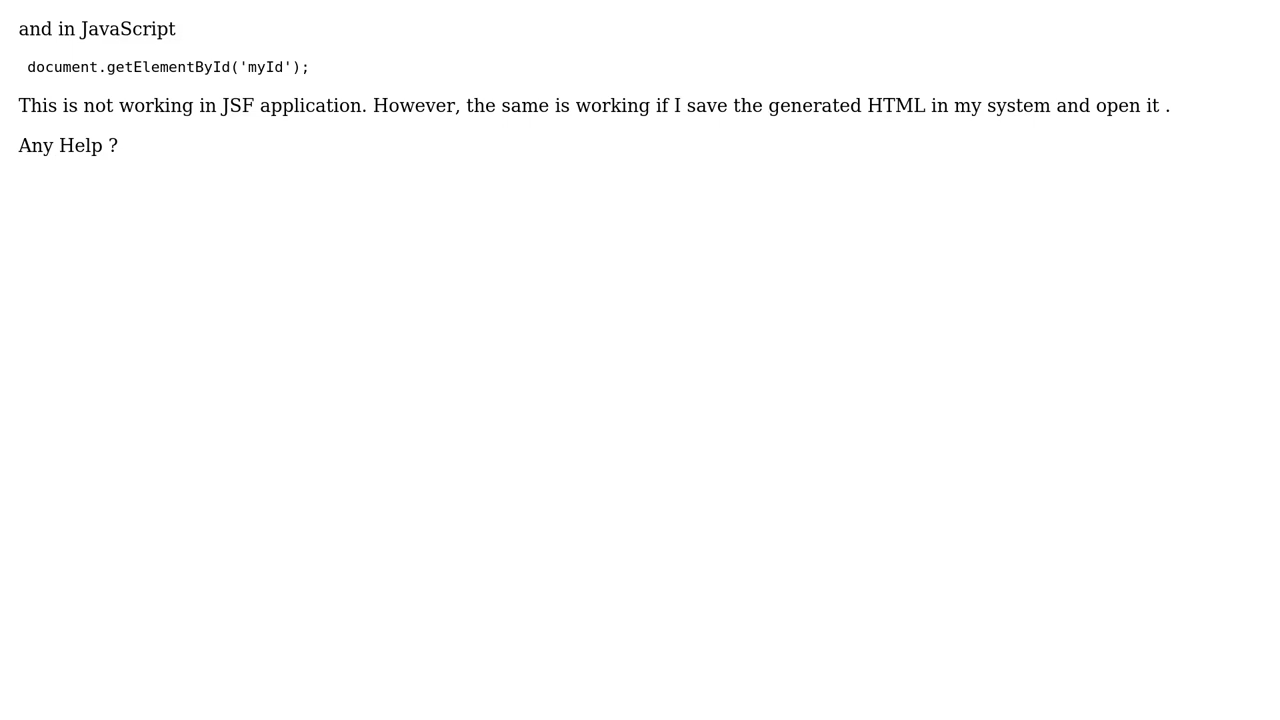 and in JavaScript
document.getElementById('myId');
This is not working in JSF application. However, the same is working if I save the generated HTML in my system and open it .
Any Help ?